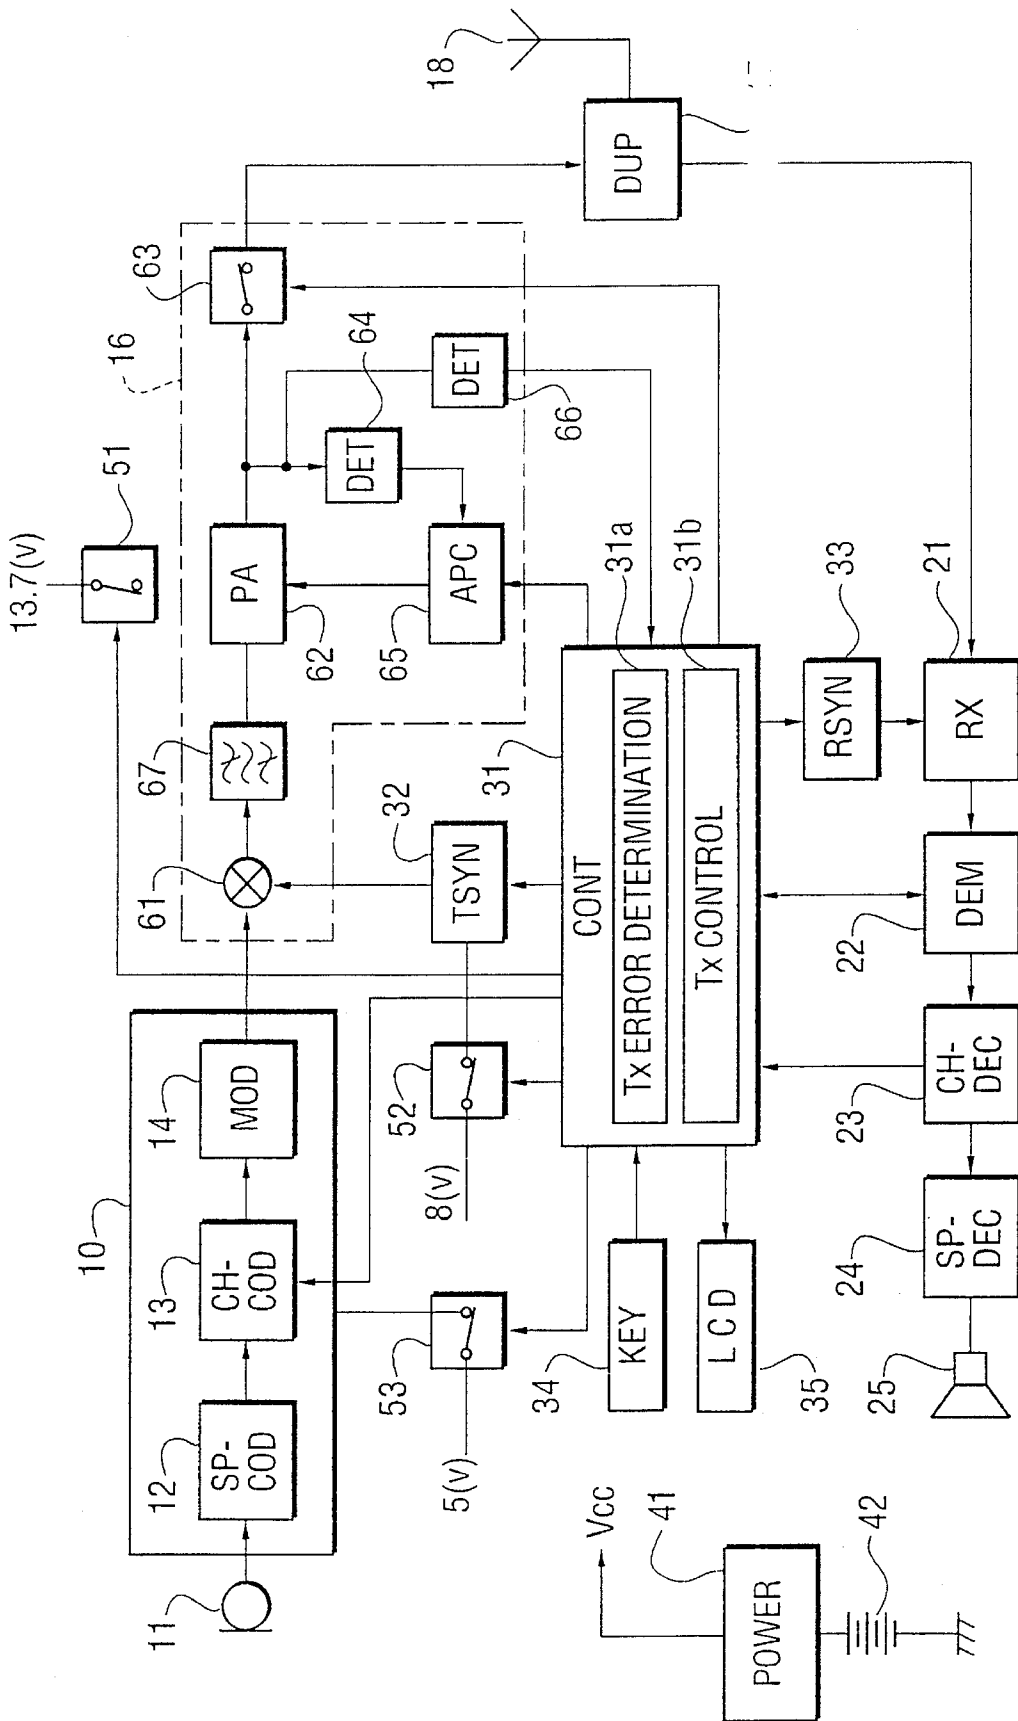 13.7(v)
51
16
63
18
10
14
MOD
61
67
PA
62
DET
64
DET
66
DUP
13
CH-
COD
12
SP-
COD
11
5(v)
53
8(v)
52
32
TSYN
65
APC
31
CONT
31a
Tx ERROR DETERMINATION
31b
Tx CONTROL
34
KEY
35
LCD
33
RSYN
21
RX
22
DEM
23
CH-
DEC
24
SP-
DEC
25
Vcc
41
POWER
42